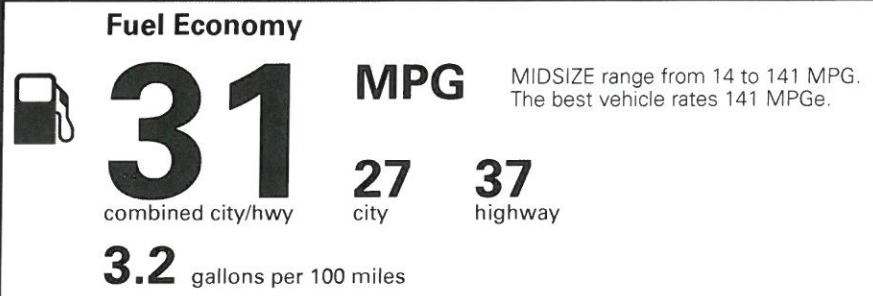 Fuel Economy
31 MPG
MIDSIZE range from 14 to 141 MPG.
The best vehicle rates 141 MPGe.
combined city/hwy
27
city
37
highway
3.2 gallons per 100 miles